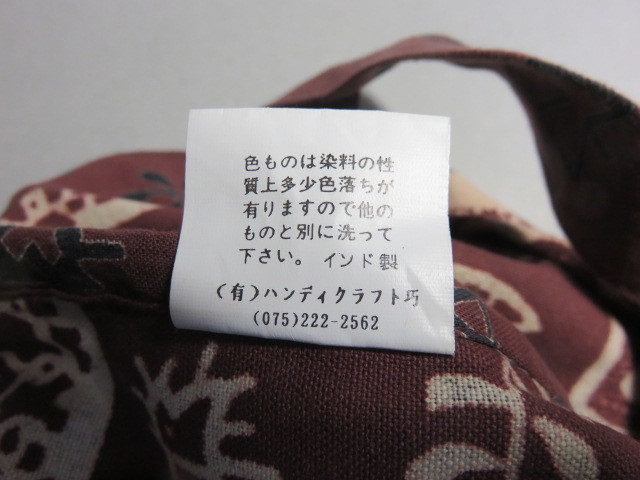 色ものは染料の性
質上多少色落ちが
有りますので他の
ものと別に洗って
下さい。インド製
(有)ハンディクラフト巧
(075)222-2562